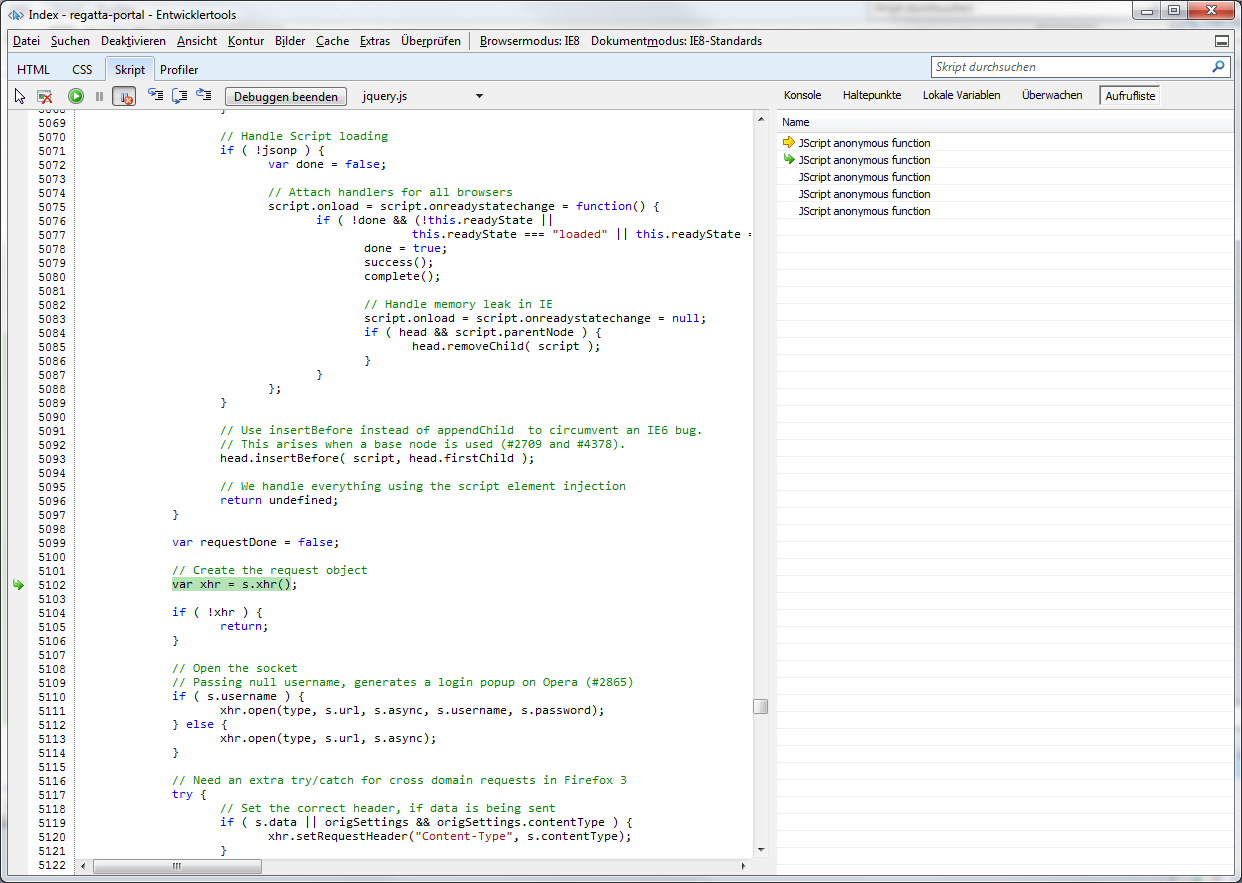 Index - regatta-portal - Entwicklertools
Datei Suchen Deaktivieren Ansicht Kontur Bilder Cache Extras Überprüfen Browsermodus: IE8 Dokumentmodus: IE8-Standards
HTML CSS Skript Profiler Skript durchsuchen
Debuggen beenden jquery.js Konsole Haltepunkte Lokale Variablen Überwachen Aufrufliste
Name
JScript anonymous function
JScript anonymous function
JScript anonymous function
JScript anonymous function
JScript anonymous function
5068 }
5069
5070 // Handle Script loading
5071 if ( !jsonp ) {
5072 var done = false;
5073
5074 // Attach handlers for all browsers
5075 script.onload = script.onreadystatechange = function() {
5076 if ( !done && (!this.readyState ||
5077 this.readyState === "loaded" || this.readyState =
5078 done = true;
5079 success();
5080 complete();
5081
5082 // Handle memory leak in IE
5083 script.onload = script.onreadystatechange = null;
5084 if ( head && script.parentNode ) {
5085 head.removeChild( script );
5086 }
5087 }
5088 };
5089 }
5090
5091 // Use insertBefore instead of appendChild  to circumvent an IE6 bug.
5092 // This arises when a base node is used (#2709 and #4378).
5093 head.insertBefore( script, head.firstChild );
5094
5095 // We handle everything using the script element injection
5096 return undefined;
5097 }
5098
5099 var requestDone = false;
5100
5101 // Create the request object
5102 var xhr = s.xhr();
5103
5104 if ( !xhr ) {
5105 return;
5106 }
5107
5108 // Open the socket
5109 // Passing null username, generates a login popup on Opera (#2865)
5110 if ( s.username ) {
5111 xhr.open(type, s.url, s.async, s.username, s.password);
5112 } else {
5113 xhr.open(type, s.url, s.async);
5114 }
5115
5116 // Need an extra try/catch for cross domain requests in Firefox 3
5117 try {
5118 // Set the correct header, if data is being sent
5119 if ( s.data || origSettings && origSettings.contentType ) {
5120 xhr.setRequestHeader("Content-Type", s.contentType);
5121 }
5122